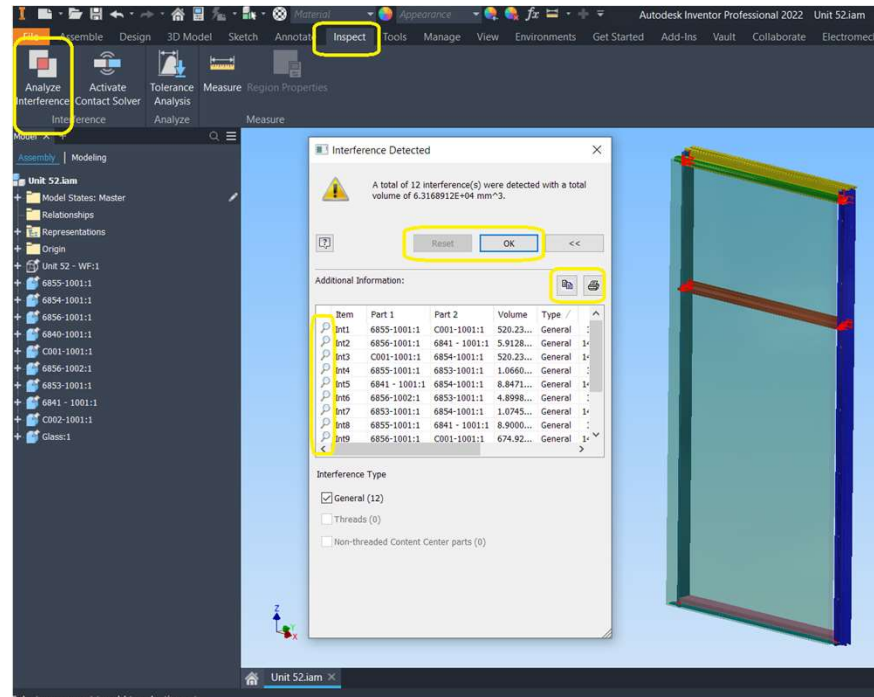 Material
Appearance
fx
Autodesk Inventor Professional 2022 Unit 52.iam
File Assemble Design 3D Model Sketch Annotate Inspect Tools Manage View Environments Get Started Add-Ins Vault Collaborate Electromech
Analyze Interference
Activate Contact Solver
Tolerance Analysis
Measure
Region Properties
Interference
Analyze
Measure
Model × +
Assembly | Modeling
Unit 52.iam
Model States: Master
Relationships
Representations
Origin
Unit 52 - WF:1
6855-1001:1
6854-1001:1
6856-1001:1
6840-1001:1
C001-1001:1
6856-1002:1
6853-1001:1
6841 - 1001:1
C002-1001:1
Glass:1
Interference Detected
A total of 12 interference(s) were detected with a total
volume of 6.3168912E+04 mm^3.
Reset OK <<
Additional Information:
Item Part 1 Part 2 Volume Type
Int1 6855-1001:1 C001-1001:1 520.23... General
Int2 6856-1001:1 6841 - 1001:1 5.9128... General 14
Int3 C001-1001:1 6854-1001:1 520.23... General 14
Int4 6855-1001:1 6853-1001:1 1.0660... General
Int5 6841 - 1001:1 6854-1001:1 8.8471... General 14
Int6 6856-1002:1 6853-1001:1 4.8998... General
Int7 6853-1001:1 6854-1001:1 1.0745... General 14
Int8 6855-1001:1 6841 - 1001:1 8.9000... General
Int9 6856-1001:1 C001-1001:1 674.92... General 14
Interference Type
General (12)
Threads (0)
Non-threaded Content Center parts (0)
Z
Y
X
Unit 52.iam ×